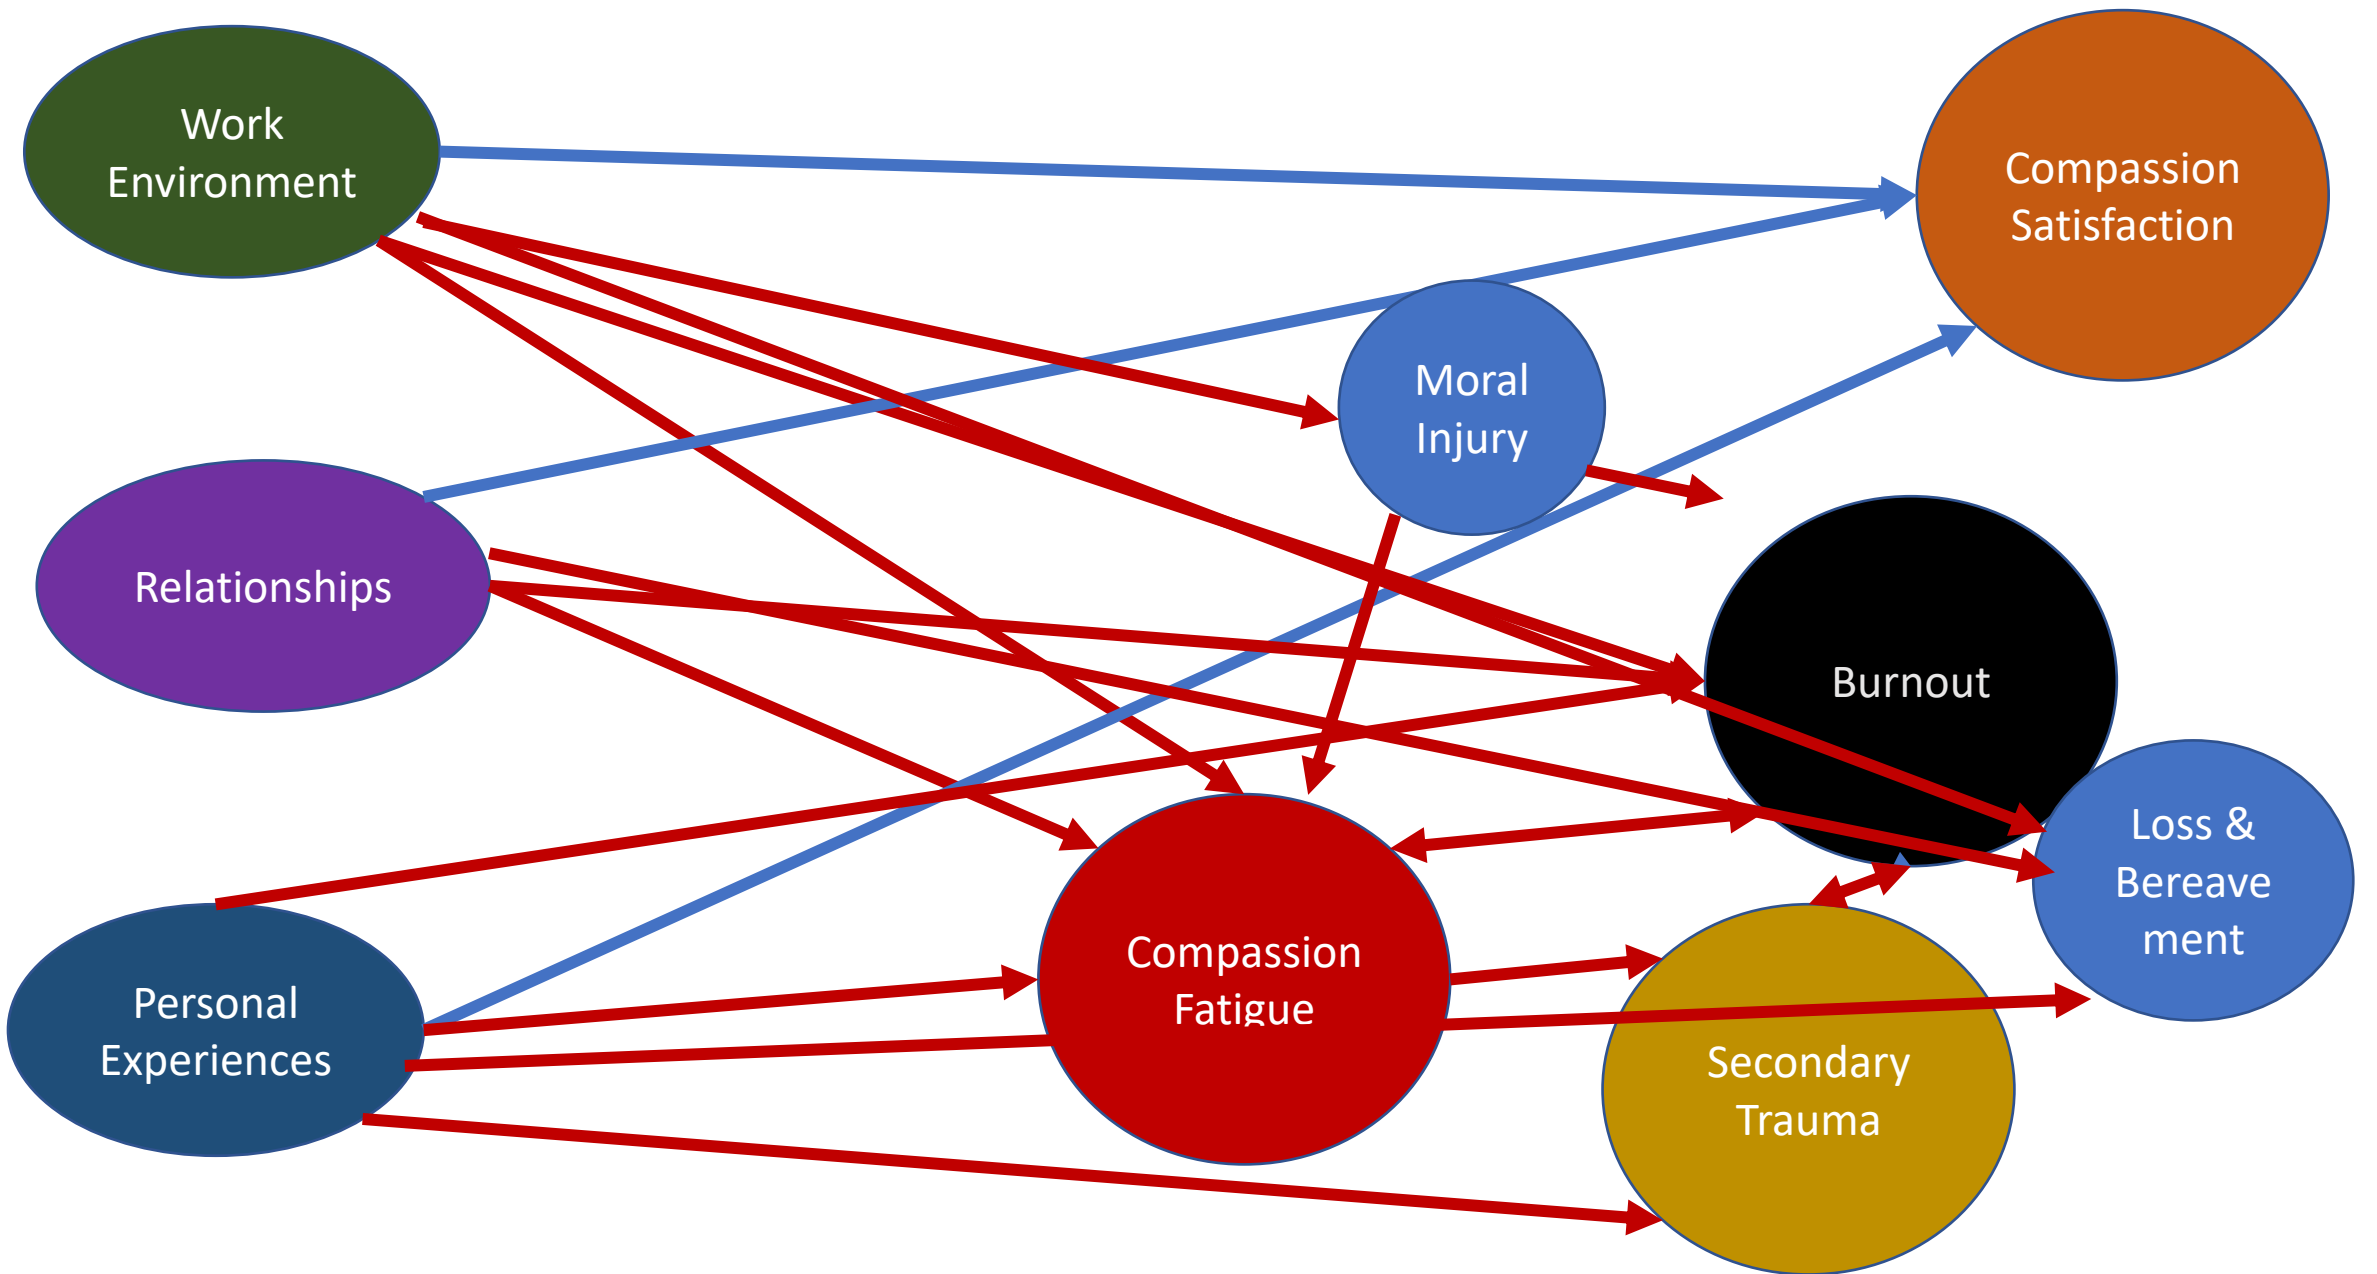 Work
Environment
Compassion
Satisfaction
Moral
Injury
Relationships
Burnout
Loss &
Bereave
ment
Compassion
Fatigue
Personal
Experiences
Secondary
Trauma